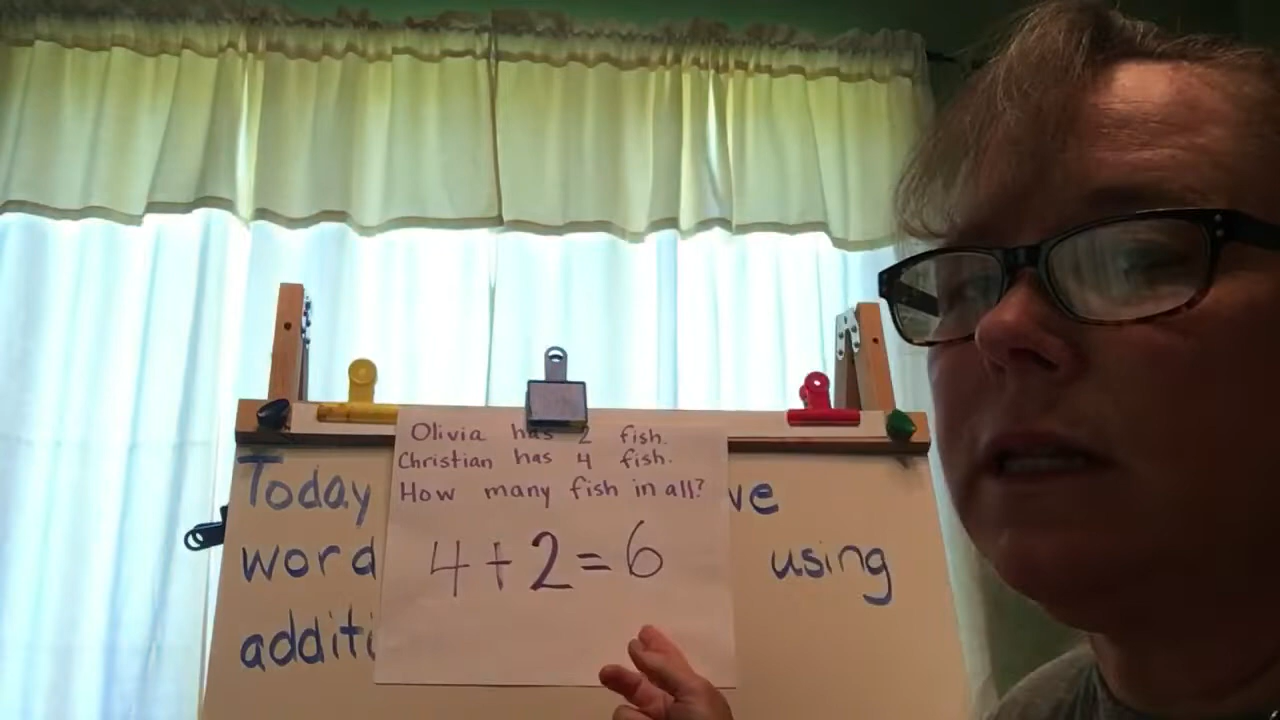 Olivia has 2 fish.
Christian has 4 fish.
How many fish in all?
4+2=6
Today ve
word using
additi